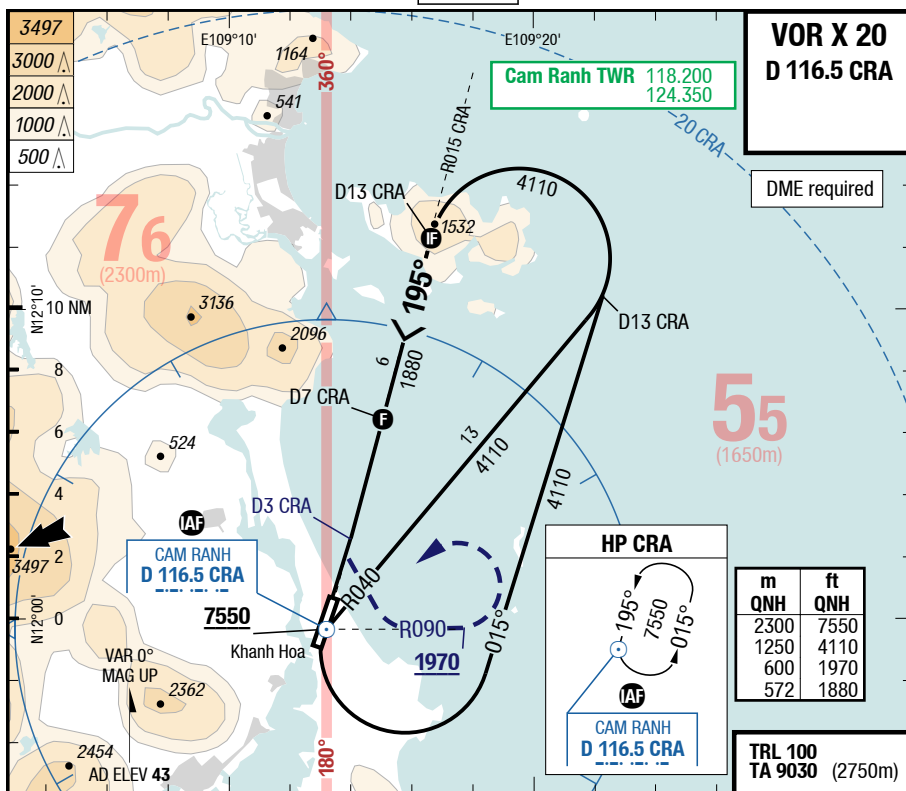 3497
3000
2000
1000
500
E109°10'
E109°20'
1164
541
360°
R015 CRA
Cam Ranh TWR 118.200
124.350
VOR X 20
D 116.5 CRA
20 CRA
DME required
76
(2300m)
D13 CRA
4110
IF
1532
195°
N12°10'
10 NM
3136
2096
D13 CRA
8
6
1880
D7 CRA
F
55
(1650m)
6
524
13
4110
4110
4
IAF
D3 CRA
CAM RANH
D 116.5 CRA
2
3497
HP CRA
195°
7550
015°
IAF
CAM RANH
D 116.5 CRA
m ft
QNH QNH
2300 7550
1250 4110
600 1970
572 1880
7550
R040
N12°00'
0
R090
015°
Khanh Hoa
1970
VAR 0°
MAG UP
2362
2454
AD ELEV 43
180°
TRL 100
TA 9030 (2750m)